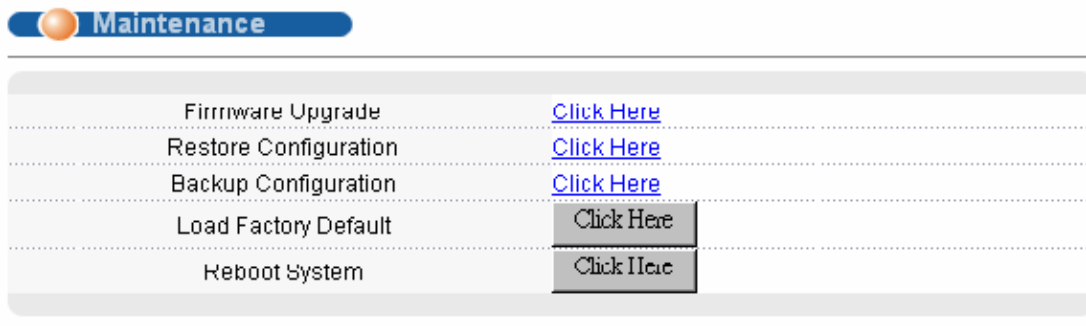 Maintenance
Firmware Upgrade Click Here
Restore Configuration Click Here
Backup Configuration Click Here
Load Factory Default Click Here
Reboot System Click Here